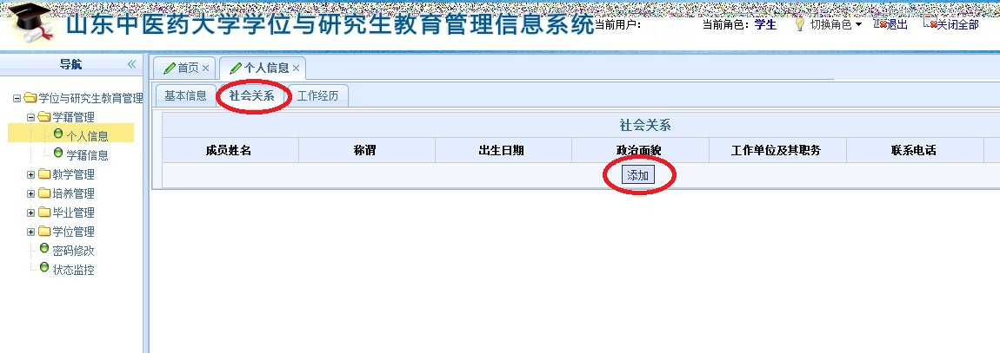 山东中医药大学学位与研究生教育管理信息系统
当前用户: 当前角色: 学生 切换角色 退出 关闭全部
导航 首页 个人信息
学位与研究生教育管理
学籍管理
个人信息
学籍信息
教学管理
培养管理
毕业管理
学位管理
密码修改
状态监控
基本信息 社会关系 工作经历
社会关系
成员姓名 称谓 出生日期 政治面貌 工作单位及其职务 联系电话
添加